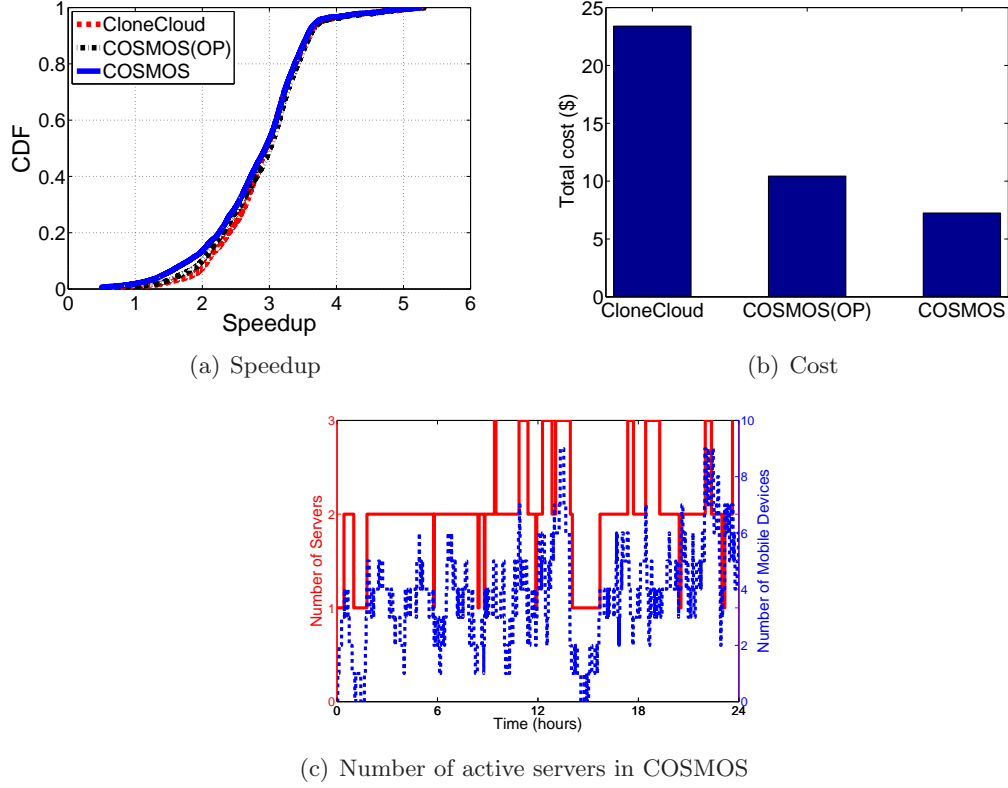 1
0.8
0.6
0.4
0.2
0
CDF
CloneCloud
COSMOS(OP)
COSMOS
0 1 2 3 4 5 6
Speedup
(a) Speedup
25
20
15
10
5
0
Total cost ($)
CloneCloud COSMOS(OP) COSMOS
(b) Cost
3
2
1
0
Number of Servers
10
8
6
4
2
0
Number of Mobile Devices
0 6 12 18 24
Time (hours)
(c) Number of active servers in COSMOS